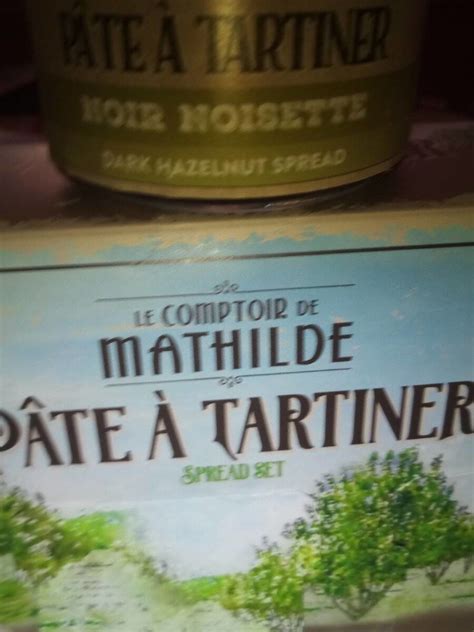 PÂTE À TARTINER
NOIR NOISETTE
DARK HAZELNUT SPREAD
LE COMPTOIR DE
MATHILDE
PÂTE À TARTINER
SPREAD SET